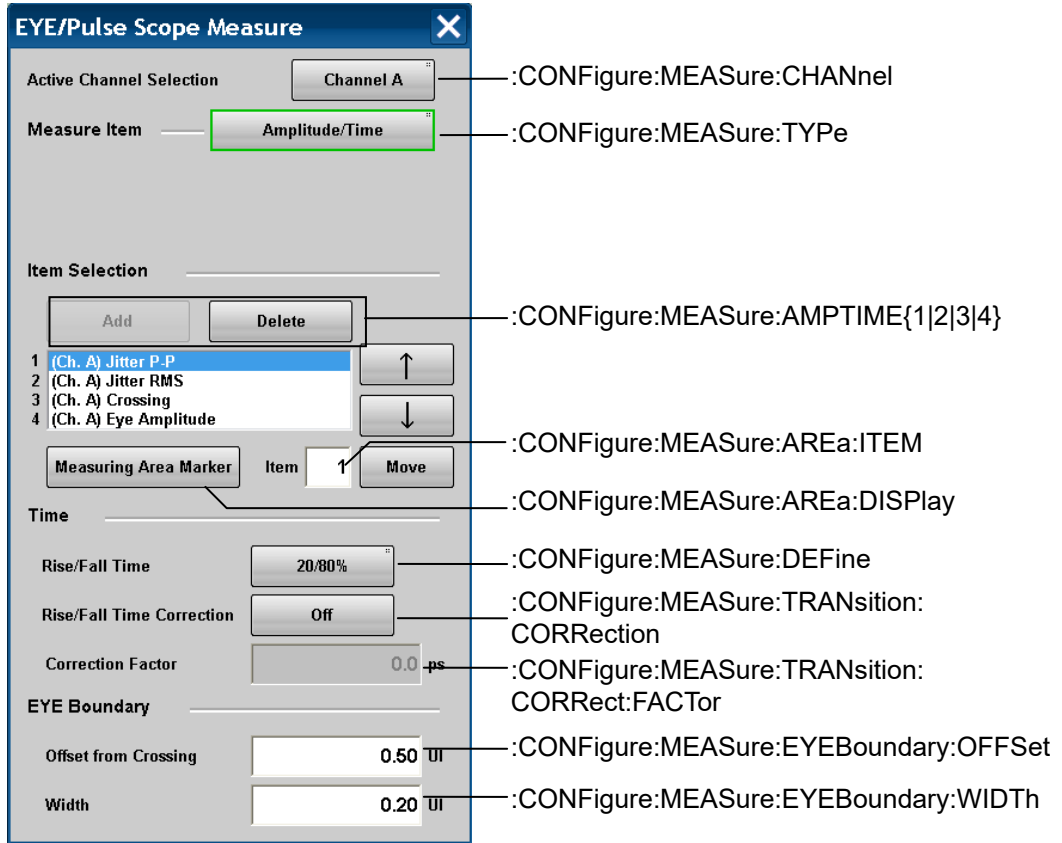 EYE/Pulse Scope Measure
Active Channel Selection Channel A :CONFigure:MEASure:CHANnel
Measure Item Amplitude/Time :CONFigure:MEASure:TYPe
Item Selection
Add Delete :CONFigure:MEASure:AMPTIME{1|2|3|4}
1 (Ch. A) Jitter P-P ↑
2 (Ch. A) Jitter RMS
3 (Ch. A) Crossing
4 (Ch. A) Eye Amplitude ↓
:CONFigure:MEASure:AREa:ITEM
Measuring Area Marker Item 1 Move
:CONFigure:MEASure:AREa:DISPlay
Time
Rise/Fall Time 20/80% :CONFigure:MEASure:DEFine
Rise/Fall Time Correction Off :CONFigure:MEASure:TRANsition:
CORRection
Correction Factor 0.0 ps :CONFigure:MEASure:TRANsition:
CORRect:FACTor
EYE Boundary
Offset from Crossing 0.50 UI :CONFigure:MEASure:EYEBoundary:OFFSet
Width 0.20 UI :CONFigure:MEASure:EYEBoundary:WIDTh